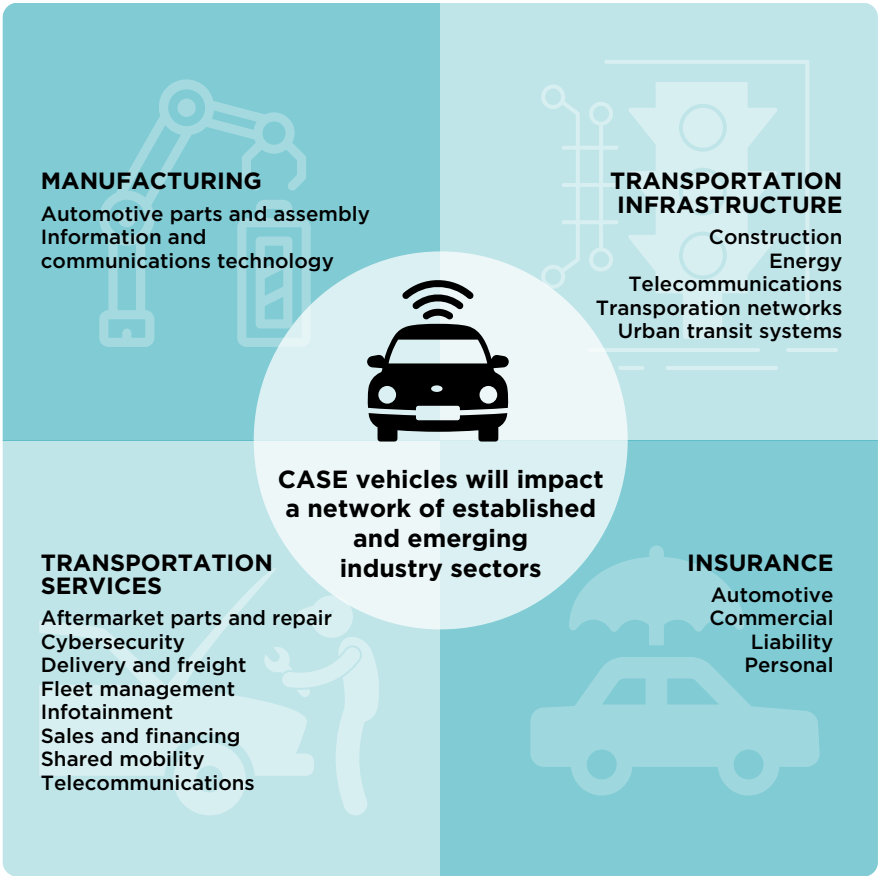 MANUFACTURING
Automotive parts and assembly
Information and
communications technology
TRANSPORTATION
INFRASTRUCTURE
Construction
Energy
Telecommunications
Transporation networks
Urban transit systems
CASE vehicles will impact
a network of established
and emerging
industry sectors
TRANSPORTATION
SERVICES
Aftermarket parts and repair
Cybersecurity
Delivery and freight
Fleet management
Infotainment
Sales and financing
Shared mobility
Telecommunications
INSURANCE
Automotive
Commercial
Liability
Personal